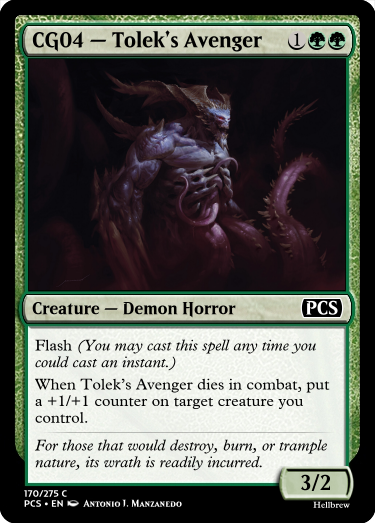 CG04 — Tolek's Avenger 1
Creature — Demon Horror PCS
Flash (You may cast this spell any time you
could cast an instant.)
When Tolek's Avenger dies in combat, put
a +1/+1 counter on target creature you
control.
For those that would destroy, burn, or trample
nature, its wrath is readily incurred.
3/2
170/275 C
PCS • EN Antonio J. Manzanedo
Hellbrew